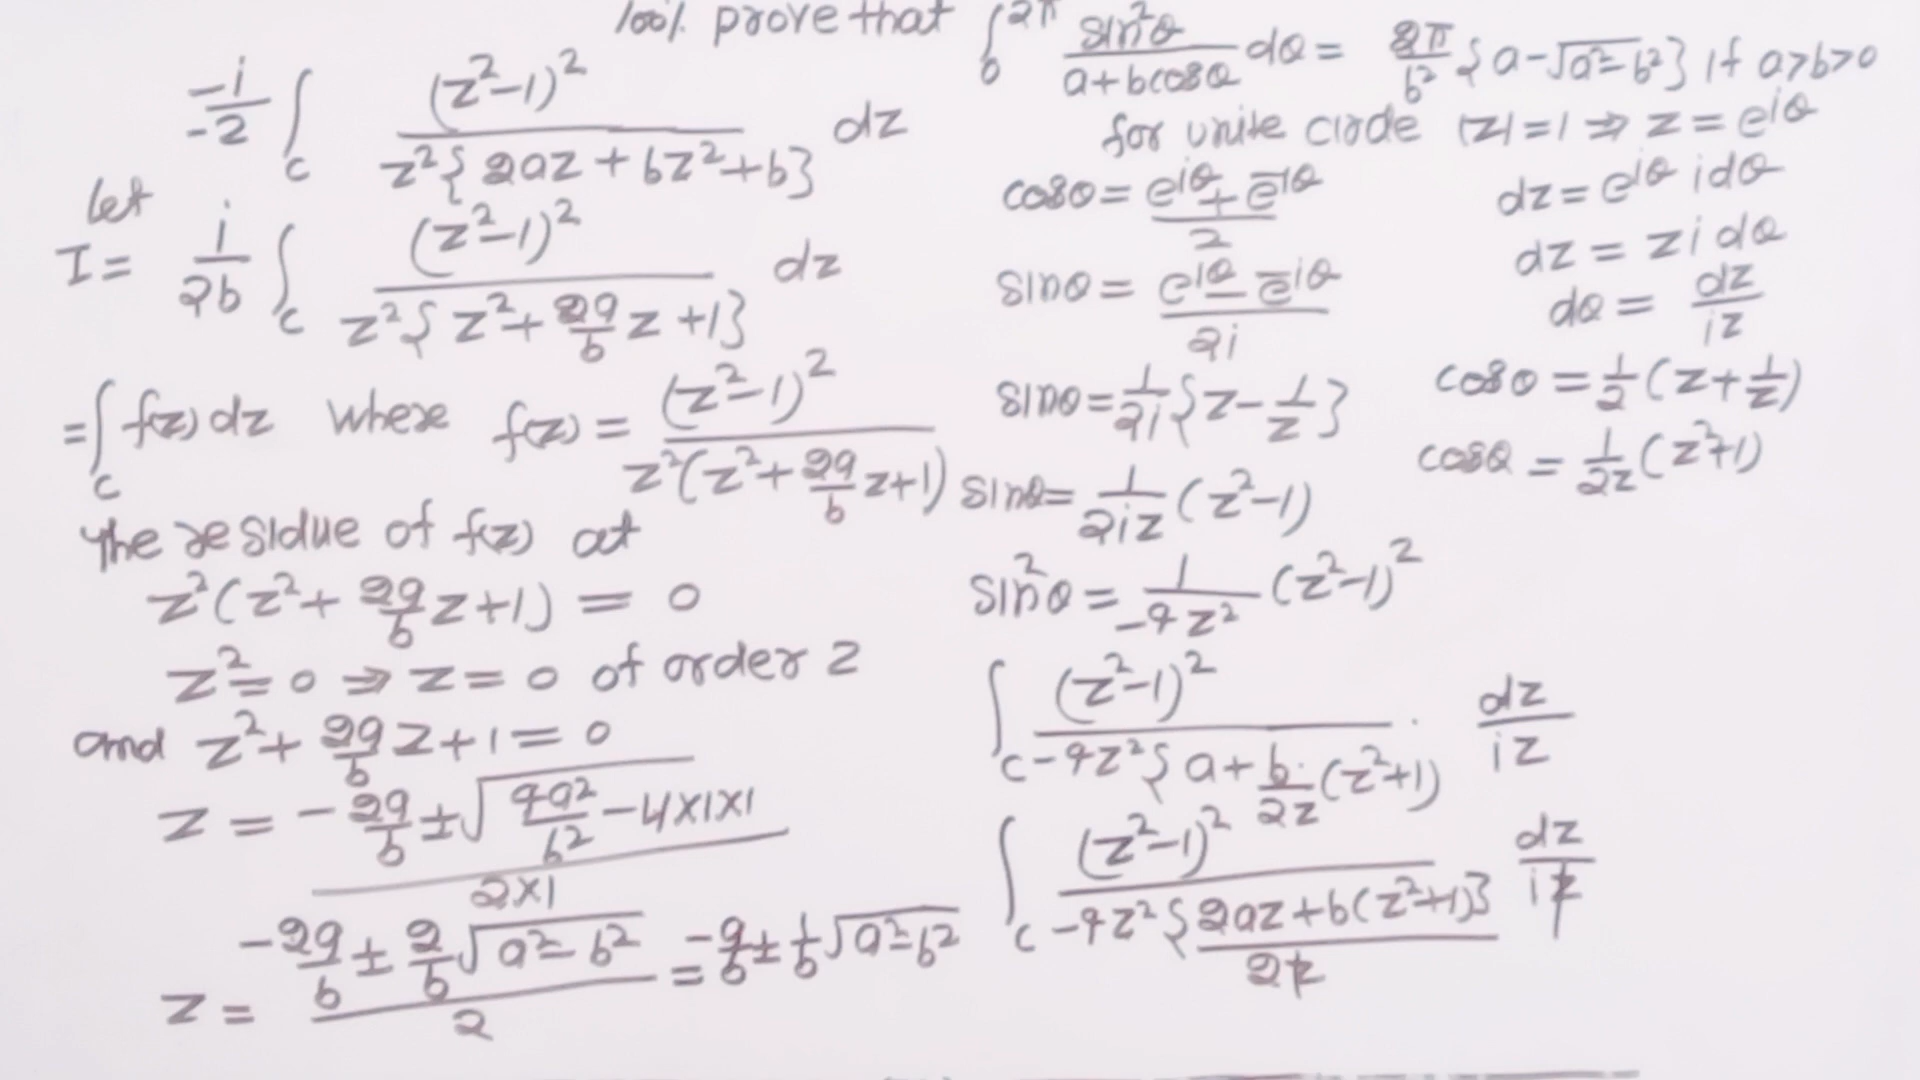 100% prove that ∫₀^2π sin²θ/(a+bcosθ) dθ = 2π/b² {a-√(a²-b²)} if a>b>0
for unite circle |z|=1 ⇒ z = e^iθ
cosθ = (e^iθ + e^-iθ)/2
dz = e^iθ idθ
dz = zi dθ
sinθ = (e^iθ - e^-iθ)/2i
dθ = dz/iz
sinθ = 1/2i {z - 1/z}
cosθ = 1/2 (z + 1/z)
sinθ = 1/2iz (z²-1)
cosθ = 1/2z (z²+1)
sin²θ = 1/-4z² (z²-1)²
∫_c (z²-1)²/(-4z²{a + b/2z (z²+1)) · dz/iz
∫_c (z²-1)²/(-4z²{(2az + b(z²+1)}/2z) dz/iz
-i/-2 ∫_c (z²-1)²/(z²{2az + bz² + b}) dz
let
I = i/2b ∫_c (z²-1)²/(z²{z² + 2a/b z + 1}) dz
= ∫_c f(z) dz where f(z) = (z²-1)²/(z²(z² + 2a/b z + 1))
The residue of f(z) at
z²(z² + 2a/b z + 1) = 0
z² = 0 ⇒ z = 0 of order 2
and z² + 2a/b z + 1 = 0
z = (-2a/b ± √(4a²/b² - 4×1×1))/(2×1)
z = (-2a/b ± 2/b √(a²-b²))/2 = -a/b ± 1/b √(a²-b²)